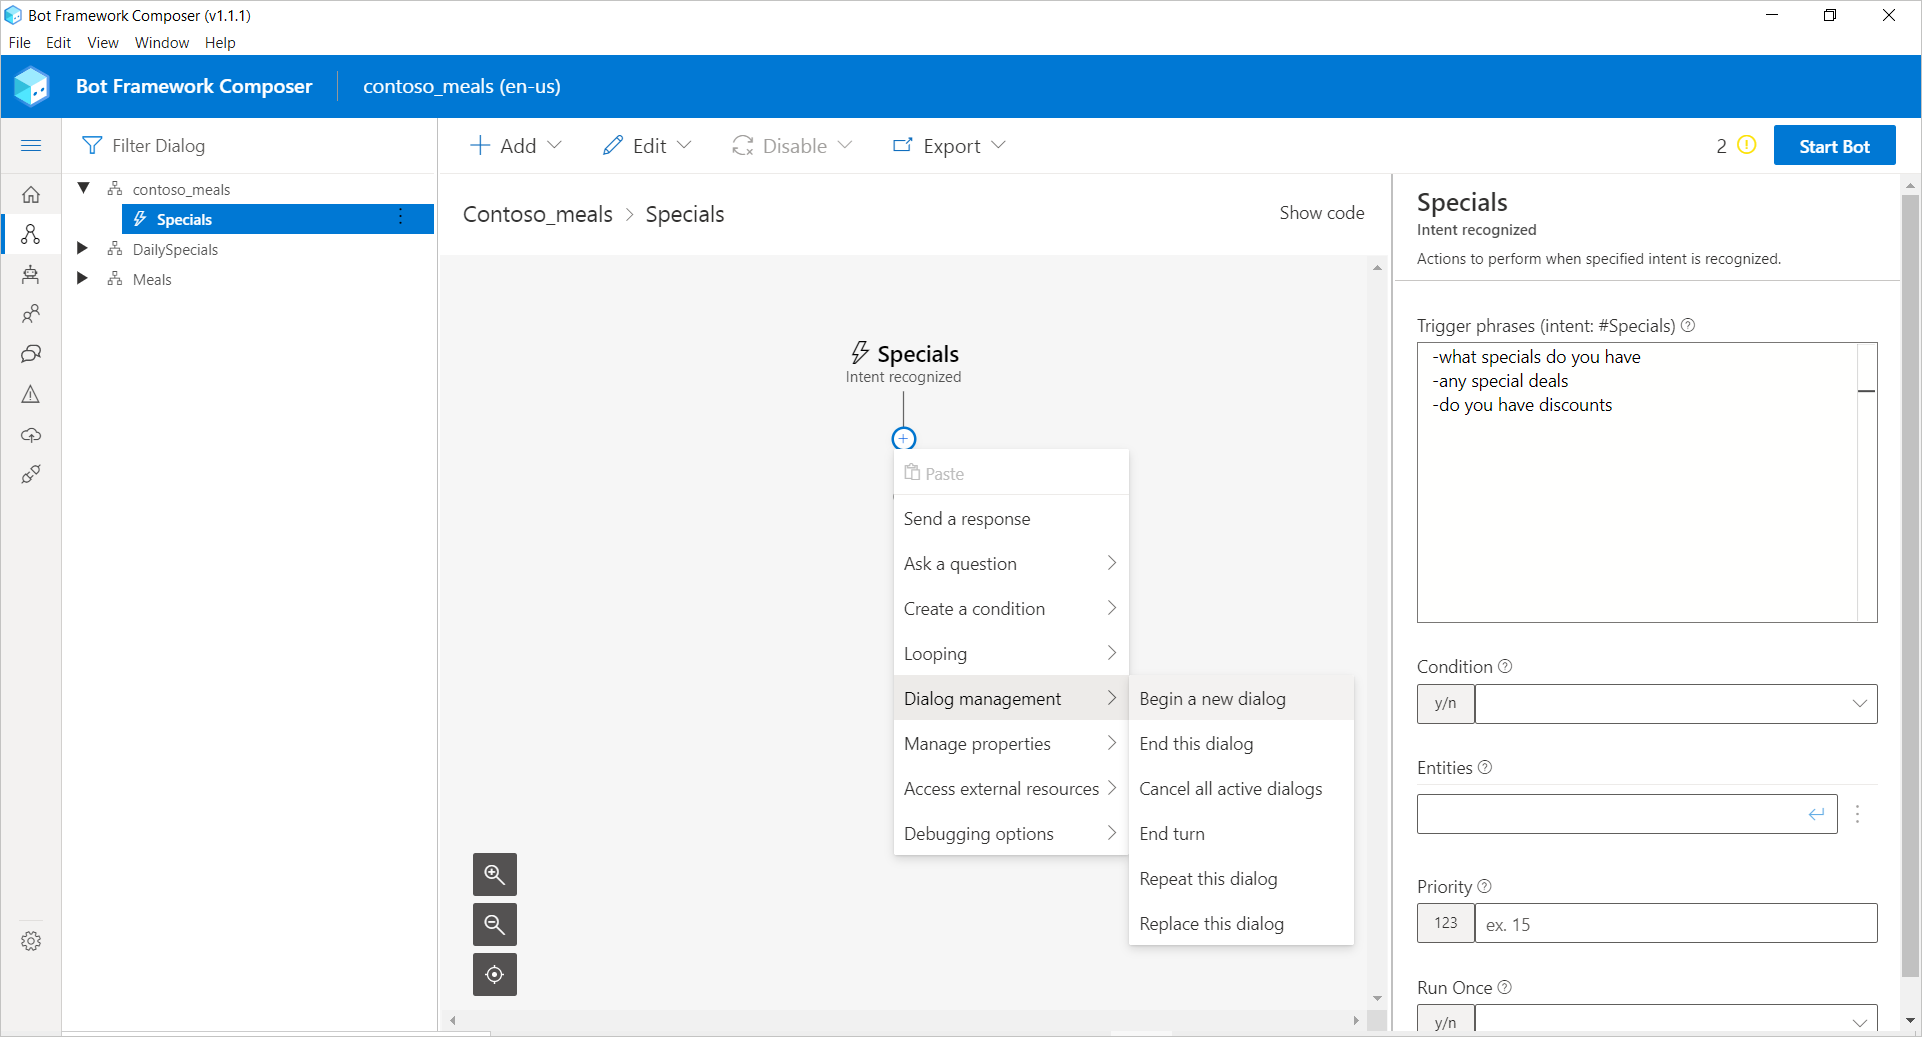 Bot Framework Composer (v1.1.1)
File Edit View Window Help
Bot Framework Composer contoso_meals (en-us)
Filter Dialog
Add Edit Disable Export 2 Start Bot
contoso_meals
Specials
DailySpecials
Meals
Contoso_meals > Specials Show code
Specials
Intent recognized
Paste
Send a response
Ask a question
Create a condition
Looping
Dialog management
Manage properties
Access external resources
Debugging options
Begin a new dialog
End this dialog
Cancel all active dialogs
End turn
Repeat this dialog
Replace this dialog
Specials
Intent recognized
Actions to perform when specified intent is recognized.
Trigger phrases (intent: #Specials)
-what specials do you have
-any special deals
-do you have discounts
Condition
y/n
Entities
Priority
123 ex. 15
Run Once
y/n